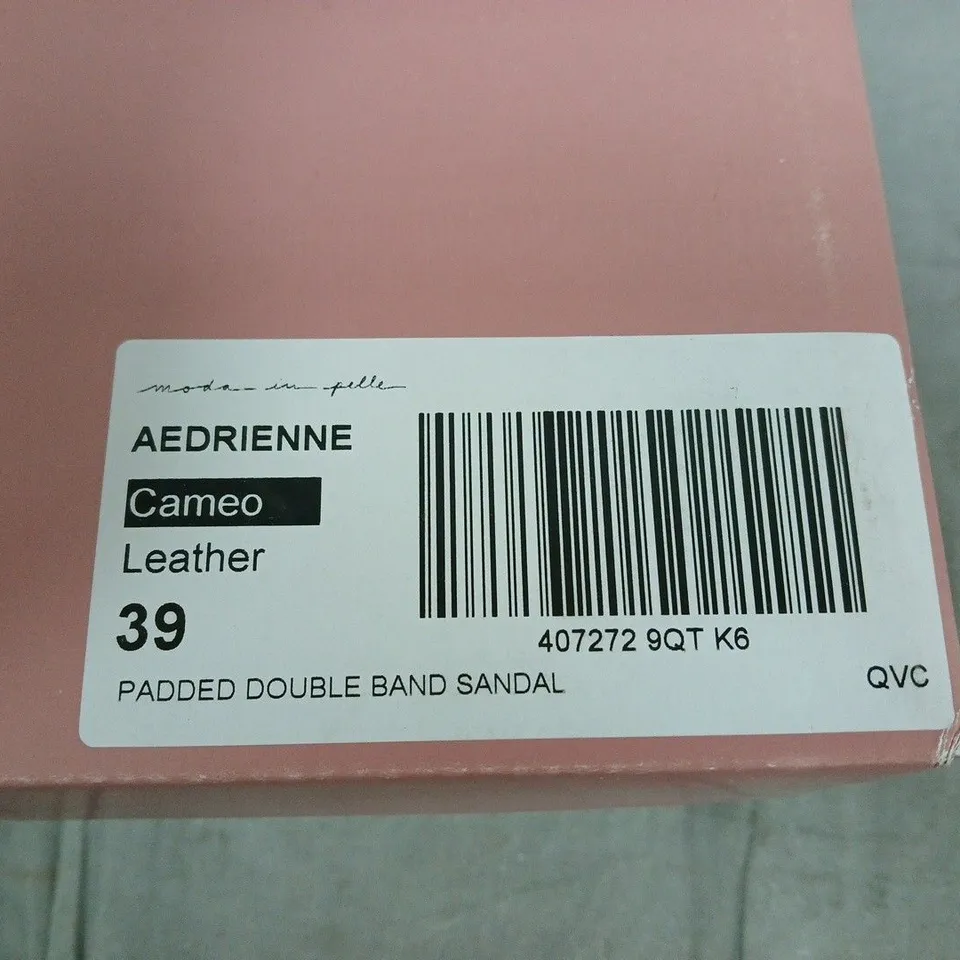 moda in pelle
AEDRIENNE
Cameo
Leather
39
407272 9QT K6
PADDED DOUBLE BAND SANDAL
QVC